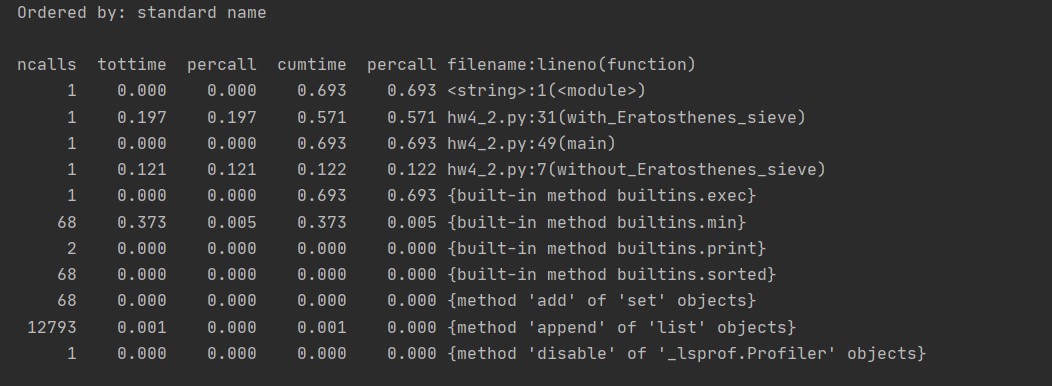 Ordered by: standard name
ncalls  tottime  percall  cumtime  percall filename:lineno(function)
1    0.000    0.000    0.693    0.693 <string>:1(<module>)
1    0.197    0.197    0.571    0.571 hw4_2.py:31(with_Eratosthenes_sieve)
1    0.000    0.000    0.693    0.693 hw4_2.py:49(main)
1    0.121    0.121    0.122    0.122 hw4_2.py:7(without_Eratosthenes_sieve)
1    0.000    0.000    0.693    0.693 {built-in method builtins.exec}
68    0.373    0.005    0.373    0.005 {built-in method builtins.min}
2    0.000    0.000    0.000    0.000 {built-in method builtins.print}
68    0.000    0.000    0.000    0.000 {built-in method builtins.sorted}
68    0.000    0.000    0.000    0.000 {method 'add' of 'set' objects}
12793    0.001    0.000    0.001    0.000 {method 'append' of 'list' objects}
1    0.000    0.000    0.000    0.000 {method 'disable' of '_lsprof.Profiler' objects}